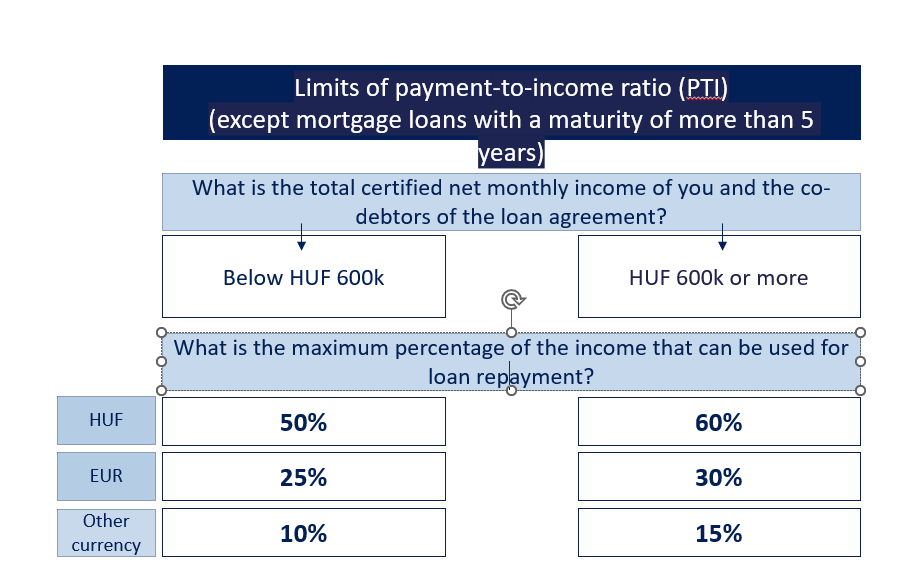 Limits of payment-to-income ratio (PTI)
(except mortgage loans with a maturity of more than 5
years)
What is the total certified net monthly income of you and the co-
debtors of the loan agreement?
Below HUF 600k
HUF 600k or more
What is the maximum percentage of the income that can be used for
loan repayment?
HUF
50%
60%
EUR
25%
30%
Other
currency
10%
15%